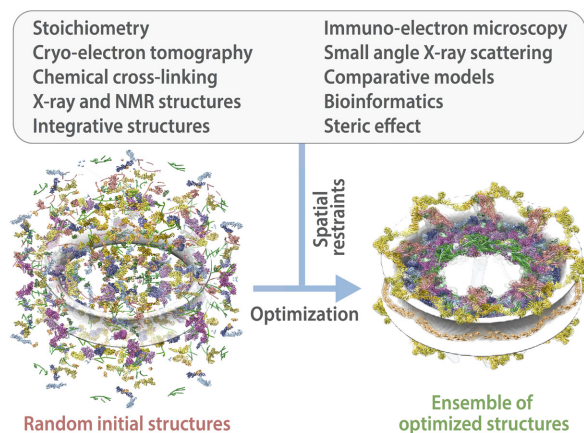 Stoichiometry
Cryo-electron tomography
Chemical cross-linking
X-ray and NMR structures
Integrative structures
Immuno-electron microscopy
Small angle X-ray scattering
Comparative models
Bioinformatics
Steric effect
Spatial
restraints
Optimization
Random initial structures
Ensemble of
optimized structures